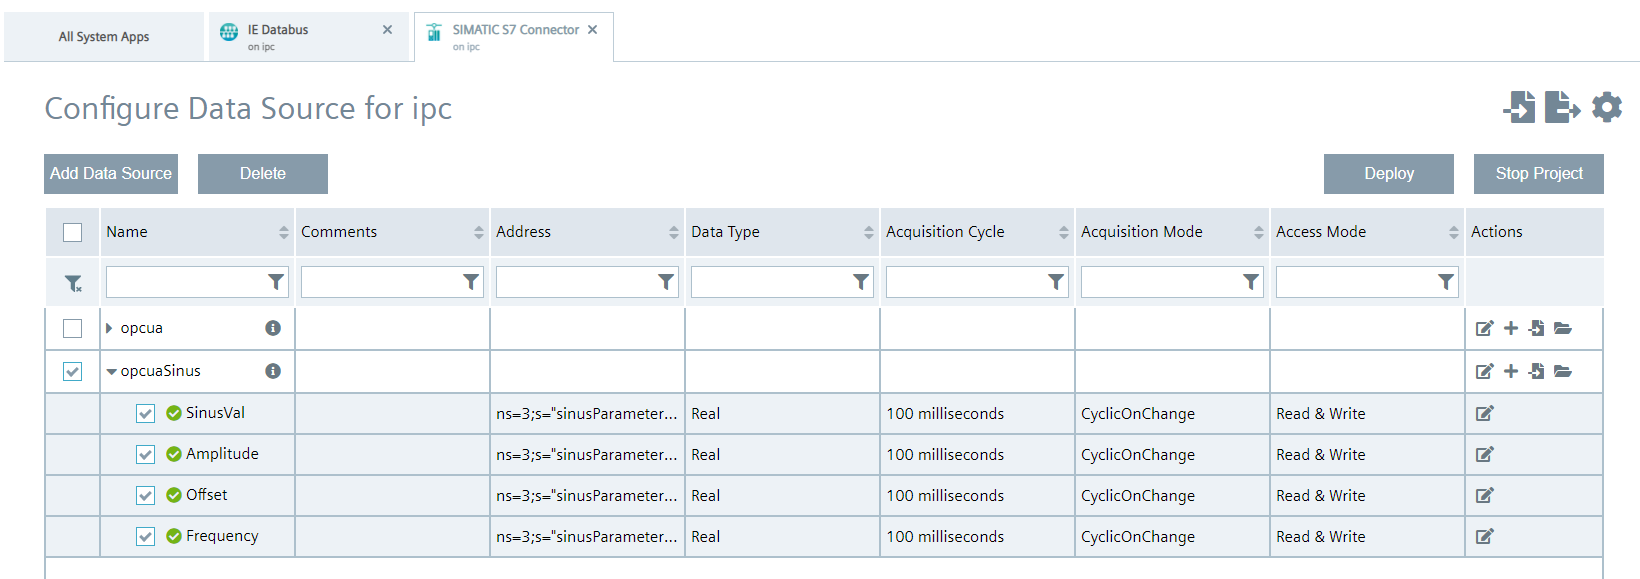 All System Apps
IE Databus
on ipc
SIMATIC S7 Connector
on ipc
Configure Data Source for ipc
Add Data Source Delete Deploy Stop Project
Name Comments Address Data Type Acquisition Cycle Acquisition Mode Access Mode Actions
opcua
opcuaSinus
SinusVal ns=3;s="sinusParameter... Real 100 milliseconds CyclicOnChange Read & Write
Amplitude ns=3;s="sinusParameter... Real 100 milliseconds CyclicOnChange Read & Write
Offset ns=3;s="sinusParameter... Real 100 milliseconds CyclicOnChange Read & Write
Frequency ns=3;s="sinusParameter... Real 100 milliseconds CyclicOnChange Read & Write